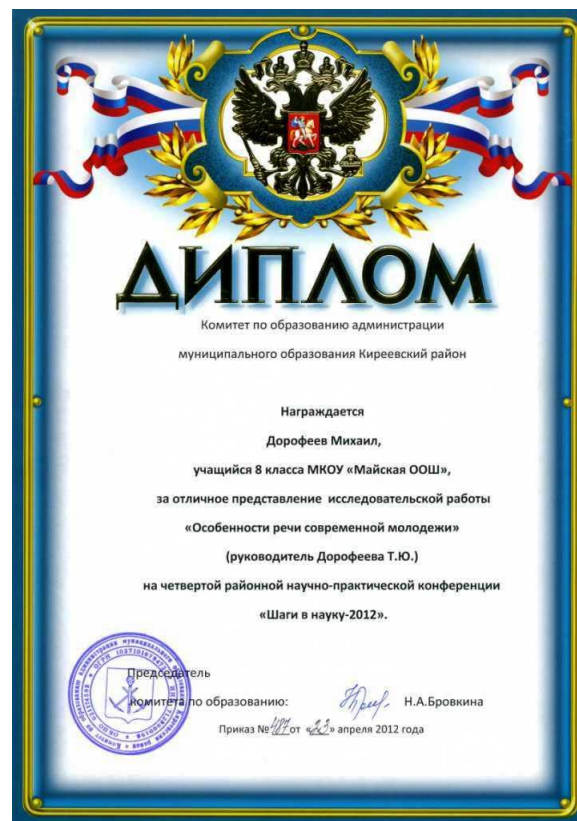 ДИПЛОМ
Комитет по образованию администрации
муниципального образования Киреевский район
Награждается
Дорофеев Михаил,
учащийся 8 класса МКОУ «Майская ООШ»,
за отличное представление исследовательской работы
«Особенности речи современной молодежи»
(руководитель Дорофеева Т.Ю.)
на четвертой районной научно-практической конференции
«Шаги в науку-2012».
Председатель
комитета по образованию:
Н.А.Бровкина
Приказ № 487 от «23» апреля 2012 года